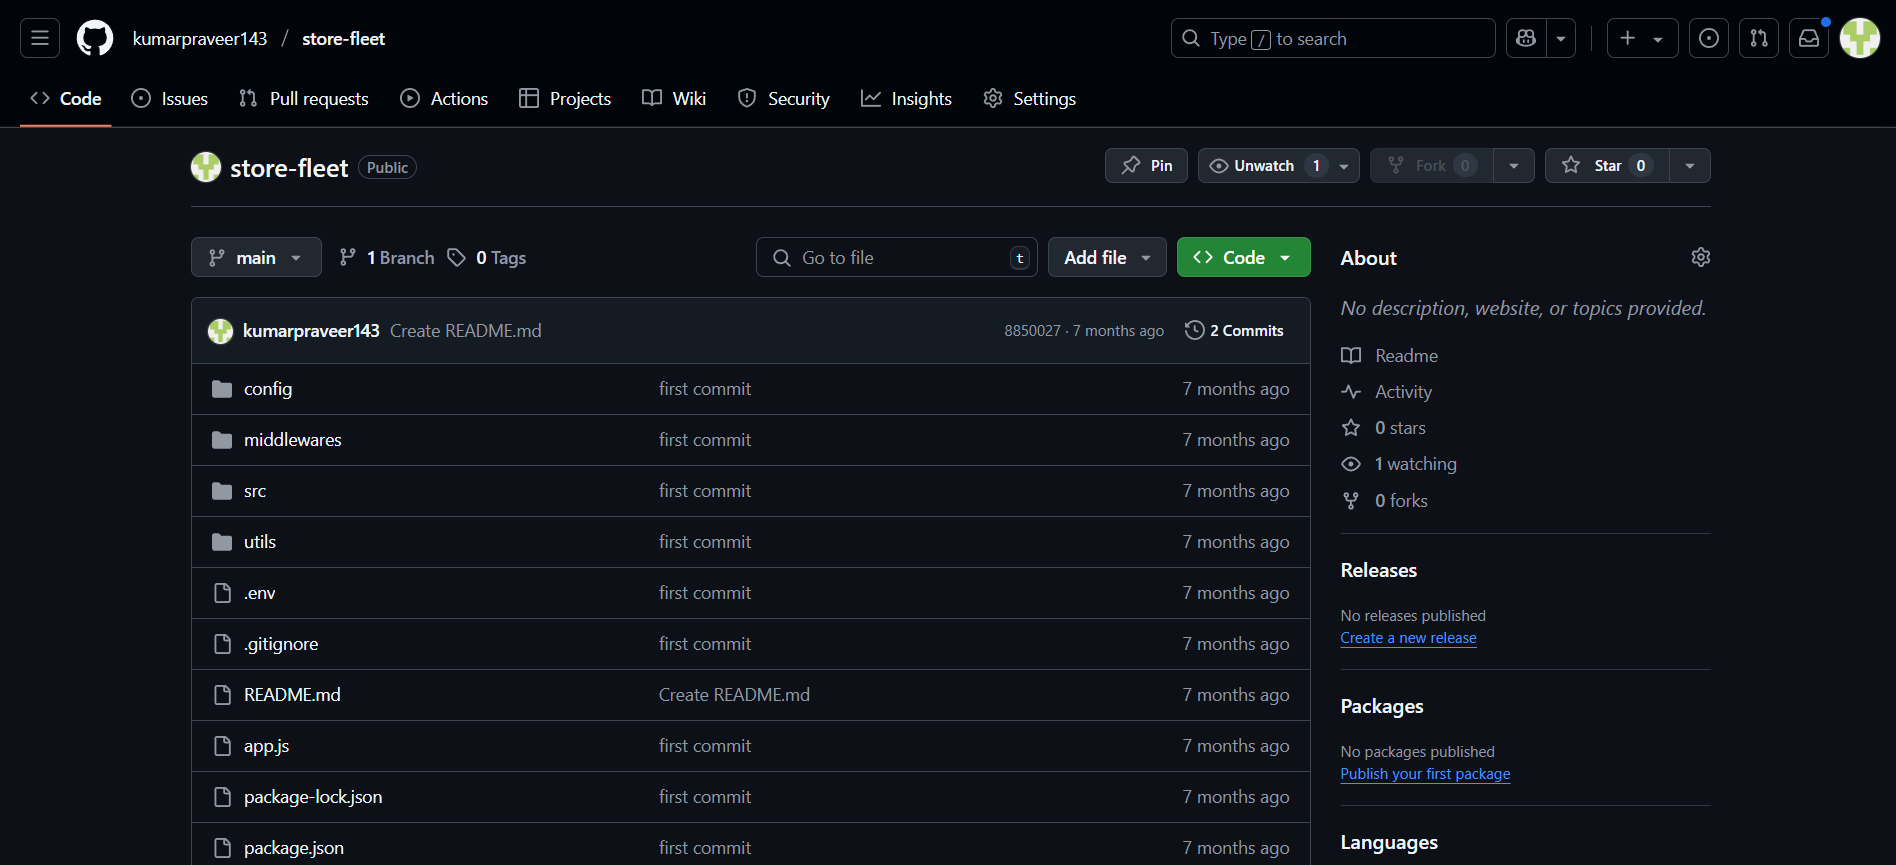 kumarpraveer143 / store-fleet
Type / to search
Code Issues Pull requests Actions Projects Wiki Security Insights Settings
store-fleet Public
Pin Unwatch 1 Fork 0 Star 0
main 1 Branch 0 Tags Go to file t Add file Code
kumarpraveer143 Create README.md 8850027 · 7 months ago 2 Commits
config first commit 7 months ago
middlewares first commit 7 months ago
src first commit 7 months ago
utils first commit 7 months ago
.env first commit 7 months ago
.gitignore first commit 7 months ago
README.md Create README.md 7 months ago
app.js first commit 7 months ago
package-lock.json first commit 7 months ago
package.json first commit 7 months ago
About
No description, website, or topics provided.
Readme
Activity
0 stars
1 watching
0 forks
Releases
No releases published
Create a new release
Packages
No packages published
Publish your first package
Languages